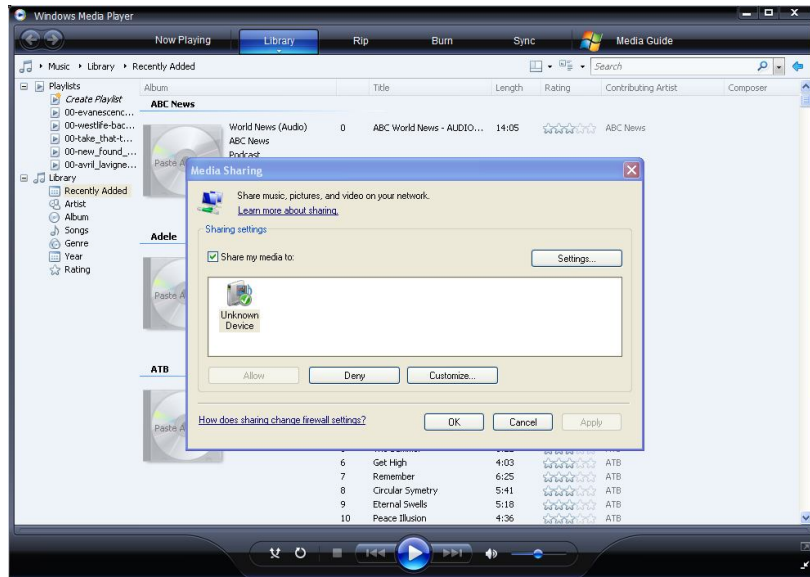 Windows Media Player
Now Playing
Library
Rip
Burn
Sync
Media Guide
Music Library Recently Added
Search
Playlists
Create Playlist
00-evanescenc...
00-westlife-bac...
00-take_that-t...
00-new_found_...
00-avril_lavigne...
Library
Recently Added
Artist
Album
Songs
Genre
Year
Rating
Album
Title
Length
Rating
Contributing Artist
Composer
ABC News
World News (Audio)
0
ABC World News - AUDIO...
14:05
ABC News
ABC News
Podcast
Paste A
Adele
Paste A
ATB
Paste A
Media Sharing
Share music, pictures, and video on your network.
Learn more about sharing.
Sharing settings
Share my media to:
Settings...
Unknown
Device
Allow
Deny
Customize...
How does sharing change firewall settings?
OK
Cancel
Apply
6 Get High 4:03 ATB
7 Remember 6:25 ATB
8 Circular Symetry 5:41 ATB
9 Eternal Swells 5:18 ATB
10 Peace Illusion 4:36 ATB